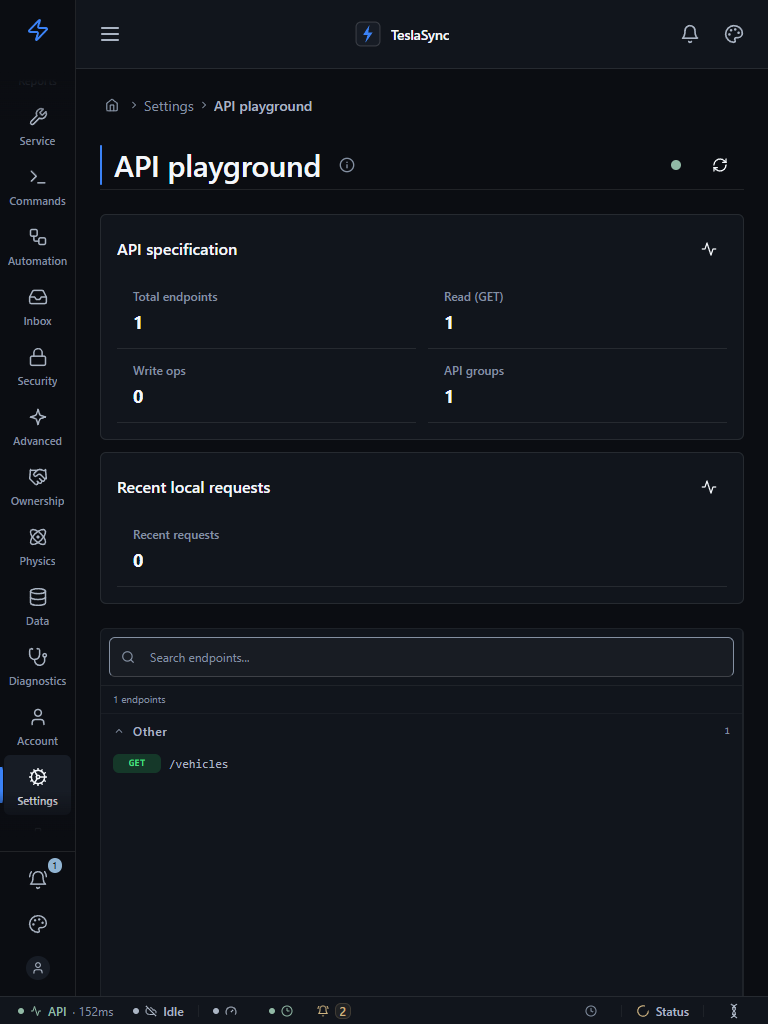 TeslaSync
Settings
API playground
API playground
Service
Commands
Automation
Inbox
Security
Advanced
Ownership
Physics
Data
Diagnostics
Account
Settings
1
API specification
Total endpoints
1
Read (GET)
1
Write ops
0
API groups
1
Recent local requests
Recent requests
0
Search endpoints...
1 endpoints
Other
1
GET /vehicles
API · 152ms
Idle
2
Status